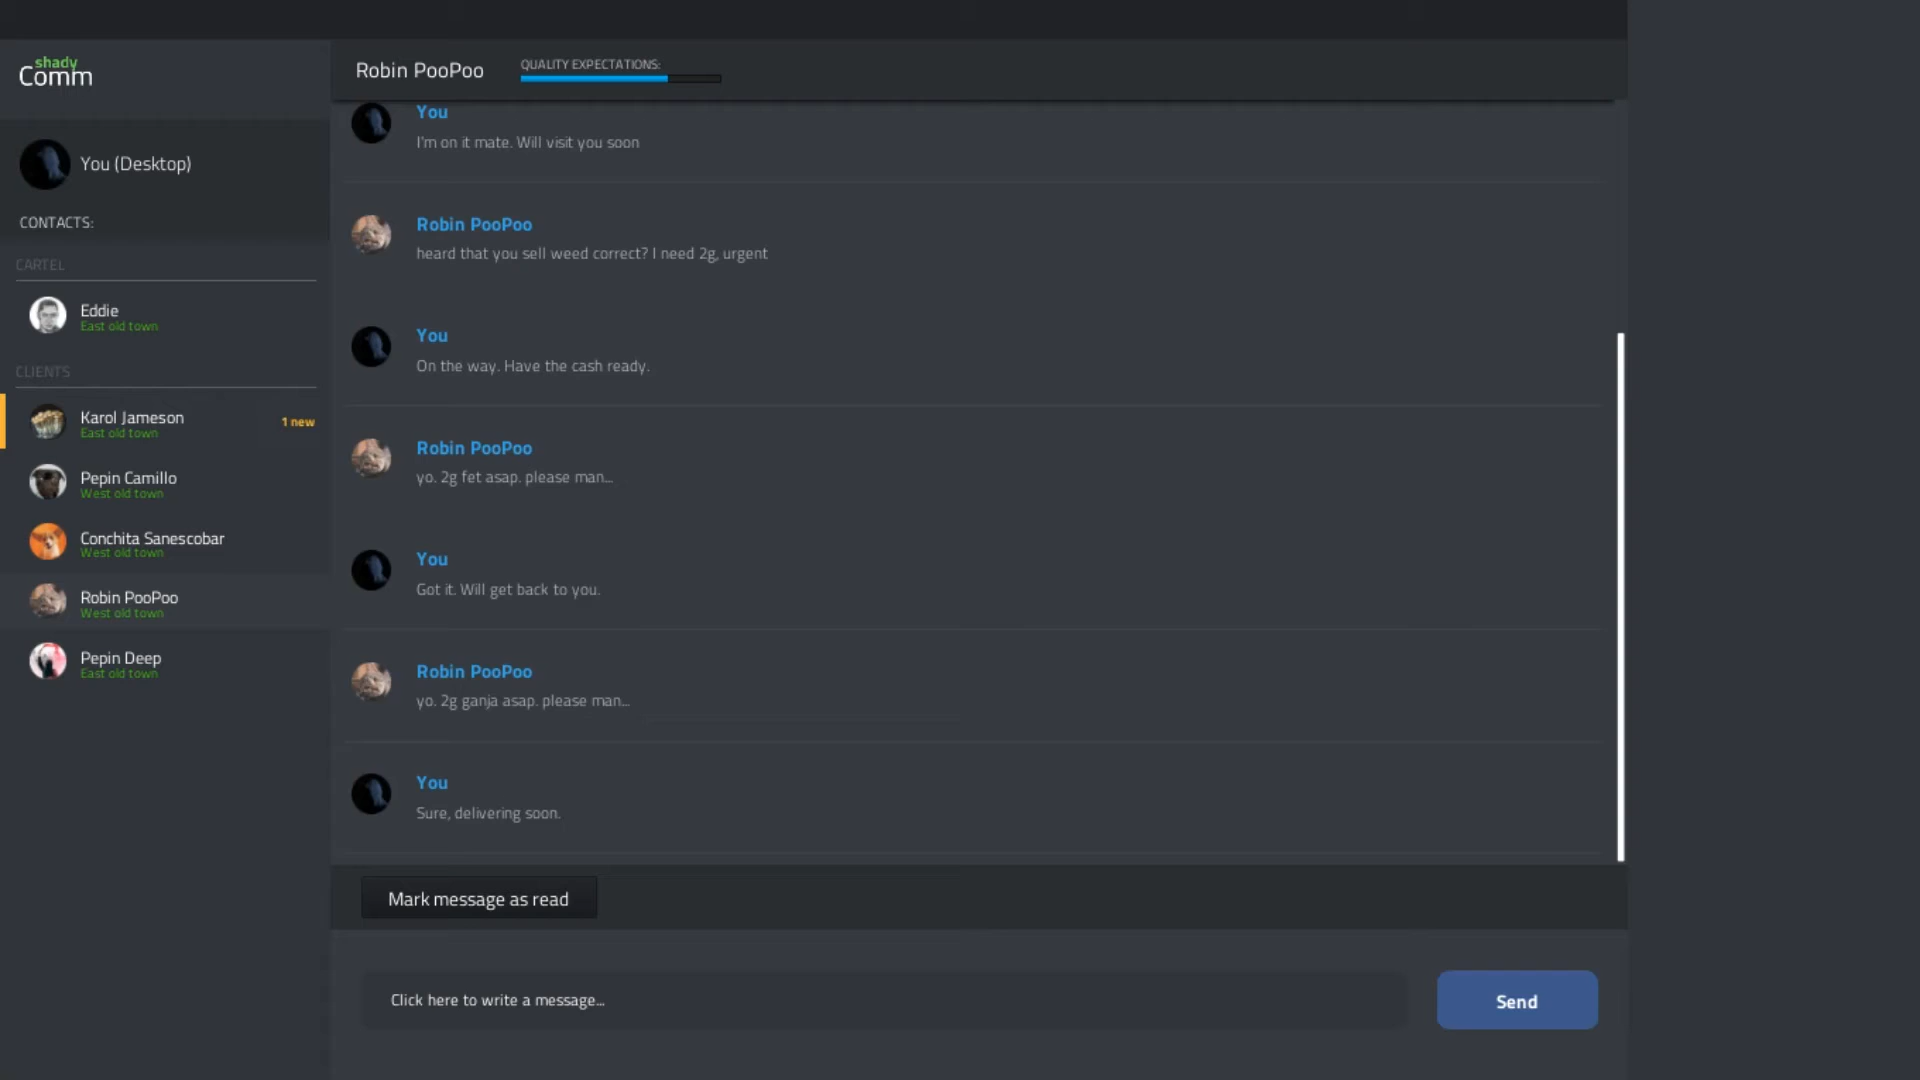 shady
Comm
You (Desktop)
CONTACTS:
CARTEL
Eddie
East old town
CLIENTS
Karol Jameson
East old town
1 new
Pepin Camillo
West old town
Conchita Sanescobar
West old town
Robin PooPoo
West old town
Pepin Deep
East old town
Robin PooPoo
QUALITY EXPECTATIONS:
You
I'm on it mate. Will visit you soon
Robin PooPoo
heard that you sell weed correct? I need 2g, urgent
You
On the way. Have the cash ready.
Robin PooPoo
yo. 2g fet asap. please man...
You
Got it. Will get back to you.
Robin PooPoo
yo. 2g ganja asap. please man...
You
Sure, delivering soon.
Mark message as read
Click here to write a message...
Send